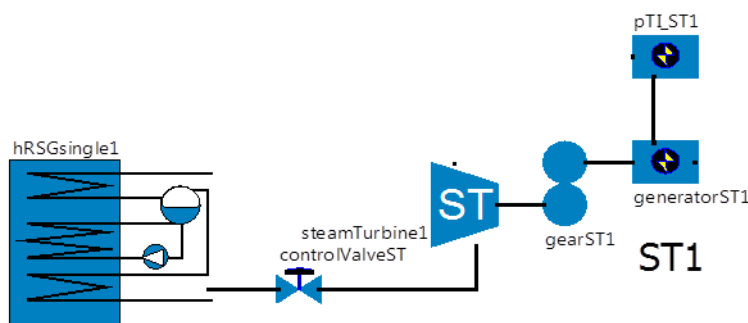 pTI_ST1
hRSGsingle1
ST
steamTurbine1
controlValveST
gearST1
generatorST1
ST1